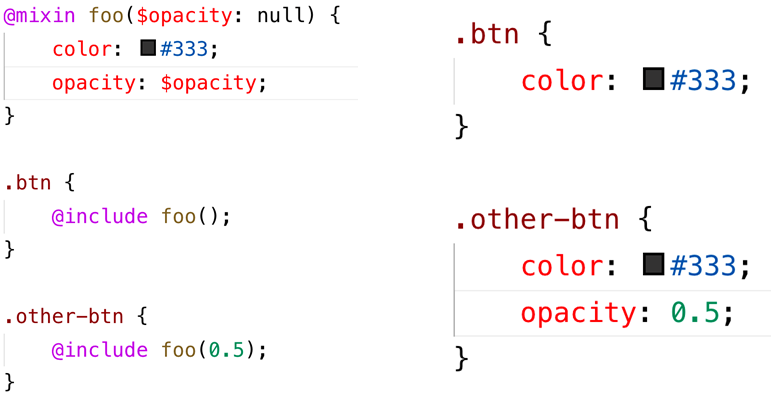 @mixin foo($opacity: null) {
color: #333;
opacity: $opacity;
}
.btn {
@include foo();
}
.other-btn {
@include foo(0.5);
}
.btn {
color: #333;
}
.other-btn {
color: #333;
opacity: 0.5;
}